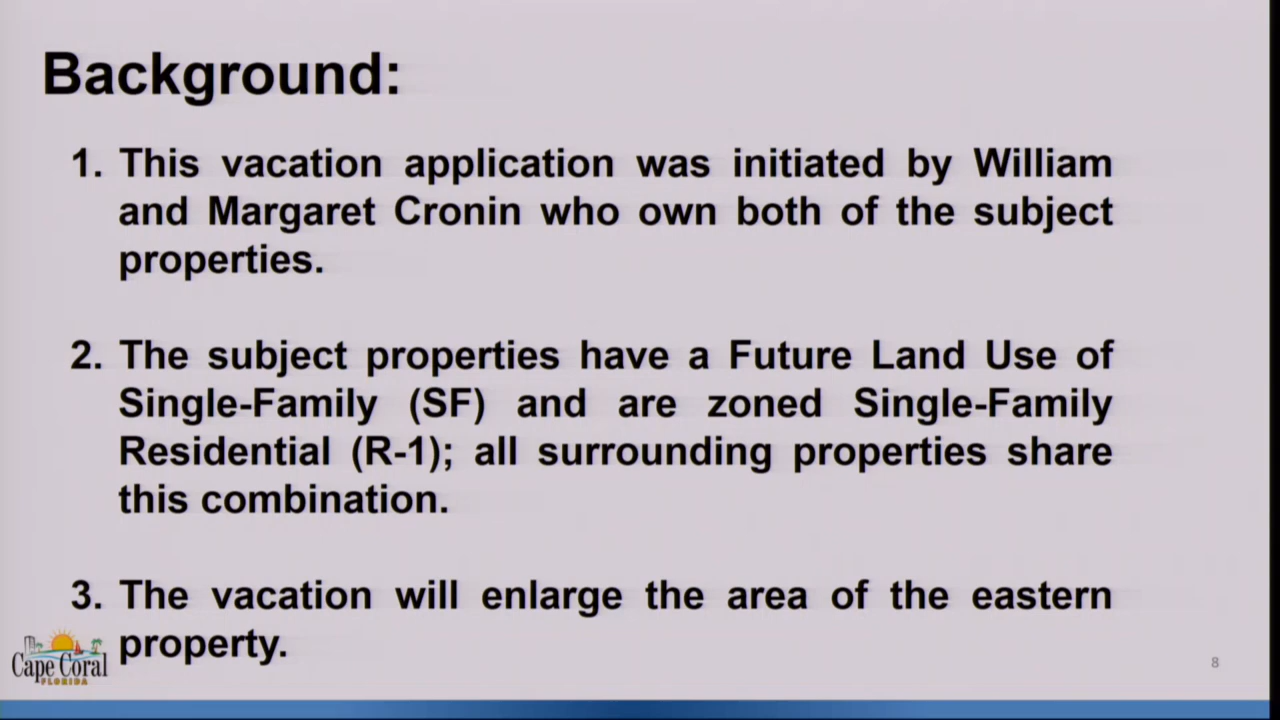 Background:
1. This vacation application was initiated by William
and Margaret Cronin who own both of the subject
properties.
2. The subject properties have a Future Land Use of
Single-Family (SF) and are zoned Single-Family
Residential (R-1); all surrounding properties share
this combination.
3. The vacation will enlarge the area of the eastern
property.
Cape Coral
FLORIDA
8